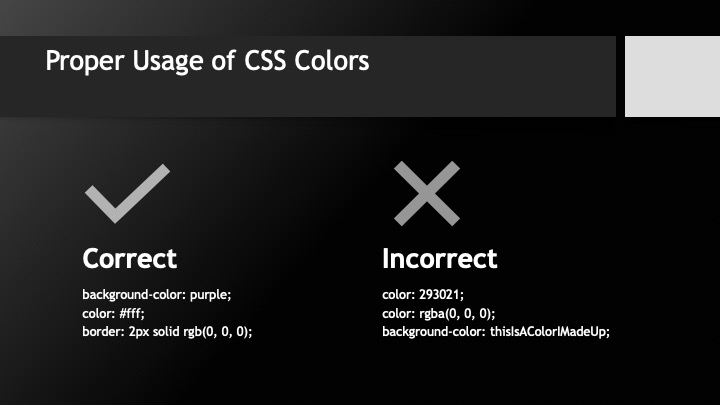 Proper Usage of CSS Colors
Correct
background-color: purple;
color: #fff;
border: 2px solid rgb(0, 0, 0);
Incorrect
color: 293021;
color: rgba(0, 0, 0);
background-color: thisIsAColorIMadeUp;